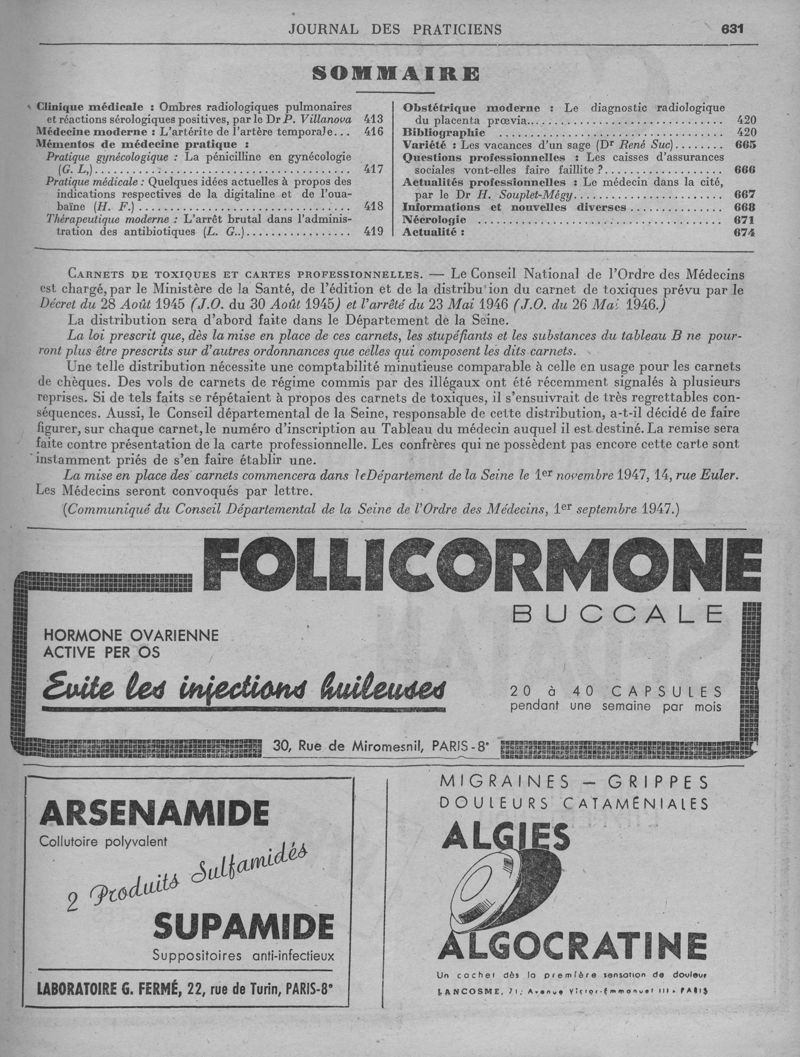 JOURNAL DES PRATICIENS
631
SOMMAIRE
Clinique médicale : Ombres radiologiques pulmonaires
et réactions sérologiques positives, par le Dr P. Villanova 413
Médecine moderne : L'artérite de l'artère temporale... 416
Mémentos de médecine pratique :
Pratique gynécologique : La pénicilline en gynécologie
(G. L,) ........ 417
Pratique médicale : Quelques idées actuelles à propos des
indications respectives de la digitaline et de l'oua-
baïne (H. F.) ........ 418
Thérapeutique moderne : L'arrêt brutal dans l'adminis-
tration des antibiotiques (L. G..) ........ 419
Obstétrique moderne : Le diagnostic radiologique
du placenta prœvia ........ 420
Bibliographie ........ 420
Variété : Les vacances d'un sage (Dr René Suc) ........ 665
Questions professionnelles : Les caisses d'assurances
sociales vont-elles faire faillite ? ........ 666
Actualités professionnelles : Le médecin dans la cité,
par le Dr H. Souplet-Mégy ........ 667
Informations et nouvelles diverses ........ 668
Nécrologie ........ 671
Actualité : 674
CARNETS DE TOXIQUES ET CARTES PROFESSIONNELLES. — Le Conseil National de l'Ordre des Médecins
est chargé, par le Ministère de la Santé, de l'édition et de la distribution du carnet de toxiques prévu par le
Décret du 28 Août 1945 (J.O. du 30 Août 1945) et l'arrêté du 23 Mai 1946 (J.O. du 26 Mai 1946.)
La distribution sera d'abord faite dans le Département de la Seine.
La loi prescrit que, dès la mise en place de ces carnets, les stupéfiants et les substances du tableau B ne pour-
ront plus être prescrits sur d'autres ordonnances que celles qui composent les dits carnets.
Une telle distribution nécessite une comptabilité minutieuse comparable à celle en usage pour les carnets
de chèques. Des vols de carnets de régime commis par des illégaux ont été récemment signalés à plusieurs
reprises. Si de tels faits se répétaient à propos des carnets de toxiques, il s'ensuivrait de très regrettables con-
séquences. Aussi, le Conseil départemental de la Seine, responsable de cette distribution, a-t-il décidé de faire
figurer, sur chaque carnet, le numéro d'inscription au Tableau du médecin auquel il est destiné. La remise sera
faite contre présentation de la carte professionnelle. Les confrères qui ne possèdent pas encore cette carte sont
instamment priés de s'en faire établir une.
La mise en place des carnets commencera dans le Département de la Seine le 1er novembre 1947, 14, rue Euler.
Les Médecins seront convoqués par lettre.
(Communiqué du Conseil Départemental de la Seine de l'Ordre des Médecins, 1er septembre 1947.)
FOLLICORMONE
BUCCALE
HORMONE OVARIENNE
ACTIVE PER OS
Evite les injections huileuses
20 à 40 CAPSULES
pendant une semaine par mois
30, Rue de Miromesnil, PARIS-8e
ARSENAMIDE
Collutoire polyvalent
2 Produits Sulfamidés
SUPAMIDE
Suppositoires anti-infectieux
LABORATOIRE G. FERMÉ, 22, rue de Turin, PARIS-8e
MIGRAINES — GRIPPES
DOULEURS CATAMÉNIALES
ALGIES
ALGOCRATINE
Un cachet dès la première sensation de douleur
LANCOSME, 71, Avenue Victor-Emmanuel III - PARIS